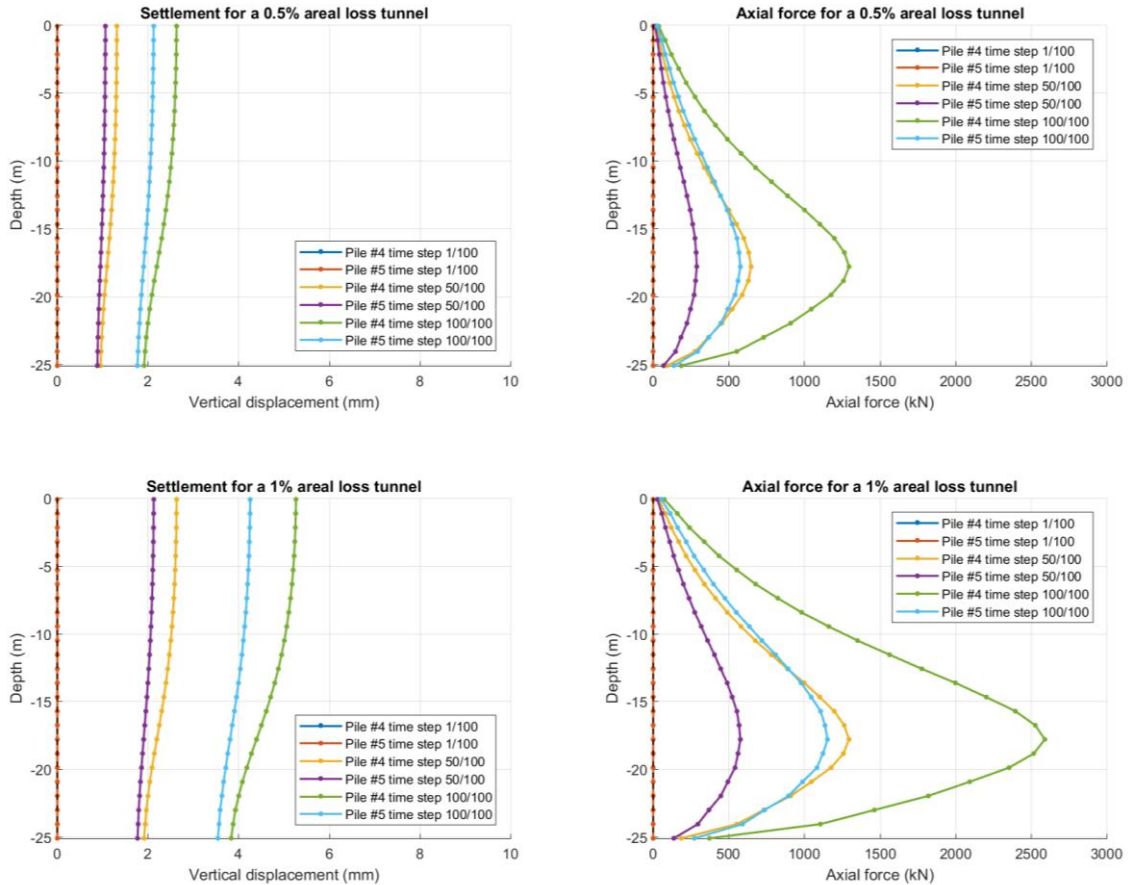 Settlement for a 0.5% areal loss tunnel
0
-5
-10
-15
-20
-25
Depth (m)
Pile #4 time step 1/100
Pile #5 time step 1/100
Pile #4 time step 50/100
Pile #5 time step 50/100
Pile #4 time step 100/100
Pile #5 time step 100/100
0 2 4 6 8 10
Vertical displacement (mm)
Axial force for a 0.5% areal loss tunnel
0
-5
-10
-15
-20
-25
Depth (m)
Pile #4 time step 1/100
Pile #5 time step 1/100
Pile #4 time step 50/100
Pile #5 time step 50/100
Pile #4 time step 100/100
Pile #5 time step 100/100
0 500 1000 1500 2000 2500 3000
Axial force (kN)
Settlement for a 1% areal loss tunnel
0
-5
-10
-15
-20
-25
Depth (m)
Pile #4 time step 1/100
Pile #5 time step 1/100
Pile #4 time step 50/100
Pile #5 time step 50/100
Pile #4 time step 100/100
Pile #5 time step 100/100
0 2 4 6 8 10
Vertical displacement (mm)
Axial force for a 1% areal loss tunnel
0
-5
-10
-15
-20
-25
Depth (m)
Pile #4 time step 1/100
Pile #5 time step 1/100
Pile #4 time step 50/100
Pile #5 time step 50/100
Pile #4 time step 100/100
Pile #5 time step 100/100
0 500 1000 1500 2000 2500 3000
Axial force (kN)